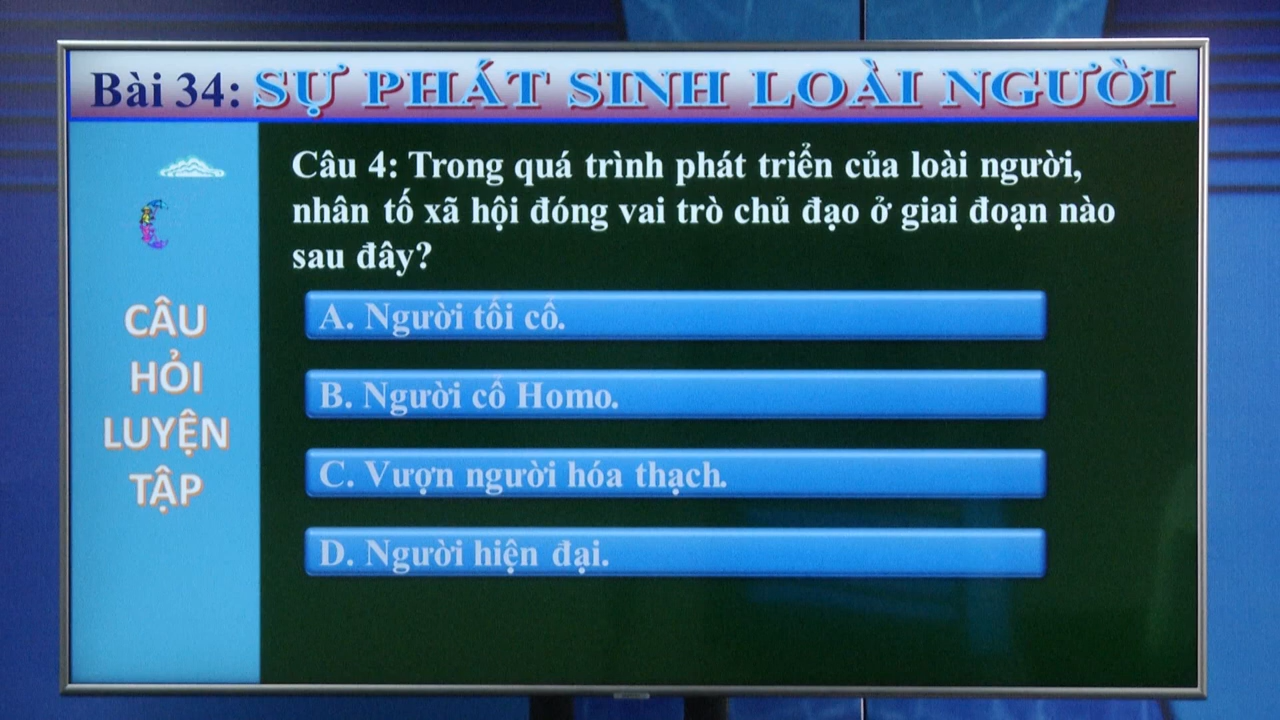 Bài 34: SỰ PHÁT SINH LOÀI NGƯỜI
CÂU
HỎI
LUYỆN
TẬP
Câu 4: Trong quá trình phát triển của loài người,
nhân tố xã hội đóng vai trò chủ đạo ở giai đoạn nào
sau đây?
A. Người tối cổ.
B. Người cổ Homo.
C. Vượn người hóa thạch.
D. Người hiện đại.